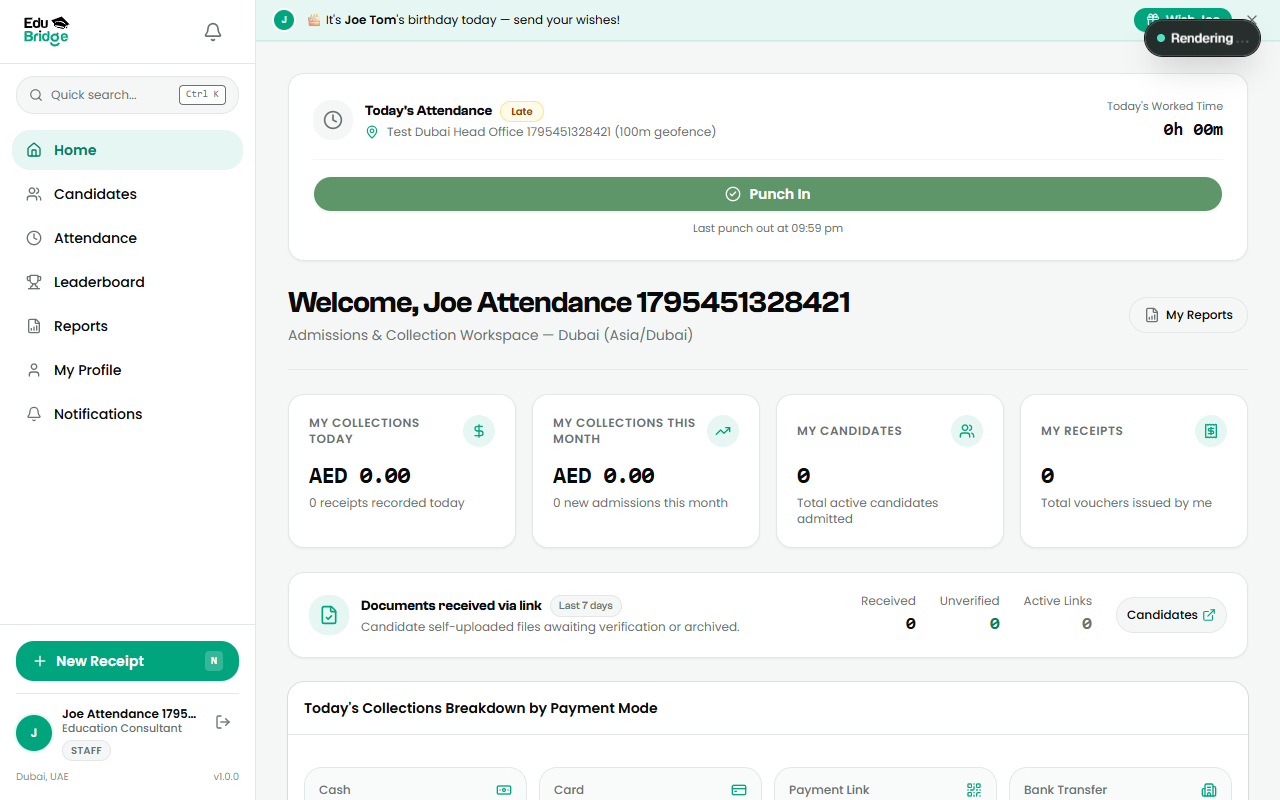 Edu
Bridge
Quick search...
Ctrl K
Home
Candidates
Attendance
Leaderboard
Reports
My Profile
Notifications
New Receipt
N
J
Joe Attendance 1795...
Education Consultant
STAFF
Dubai, UAE
v1.0.0
J
🎂 It's Joe Tom's birthday today — send your wishes!
Wish Joe
Rendering...
Today's Attendance
Late
Test Dubai Head Office 1795451328421 (100m geofence)
Today's Worked Time
0h 00m
Punch In
Last punch out at 09:59 pm
Welcome, Joe Attendance 1795451328421
Admissions & Collection Workspace — Dubai (Asia/Dubai)
My Reports
MY COLLECTIONS
TODAY
AED 0.00
0 receipts recorded today
MY COLLECTIONS THIS
MONTH
AED 0.00
0 new admissions this month
MY CANDIDATES
0
Total active candidates
admitted
MY RECEIPTS
0
Total vouchers issued by me
Documents received via link
Last 7 days
Candidate self-uploaded files awaiting verification or archived.
Received
0
Unverified
0
Active Links
0
Candidates
Today's Collections Breakdown by Payment Mode
Cash
Card
Payment Link
Bank Transfer